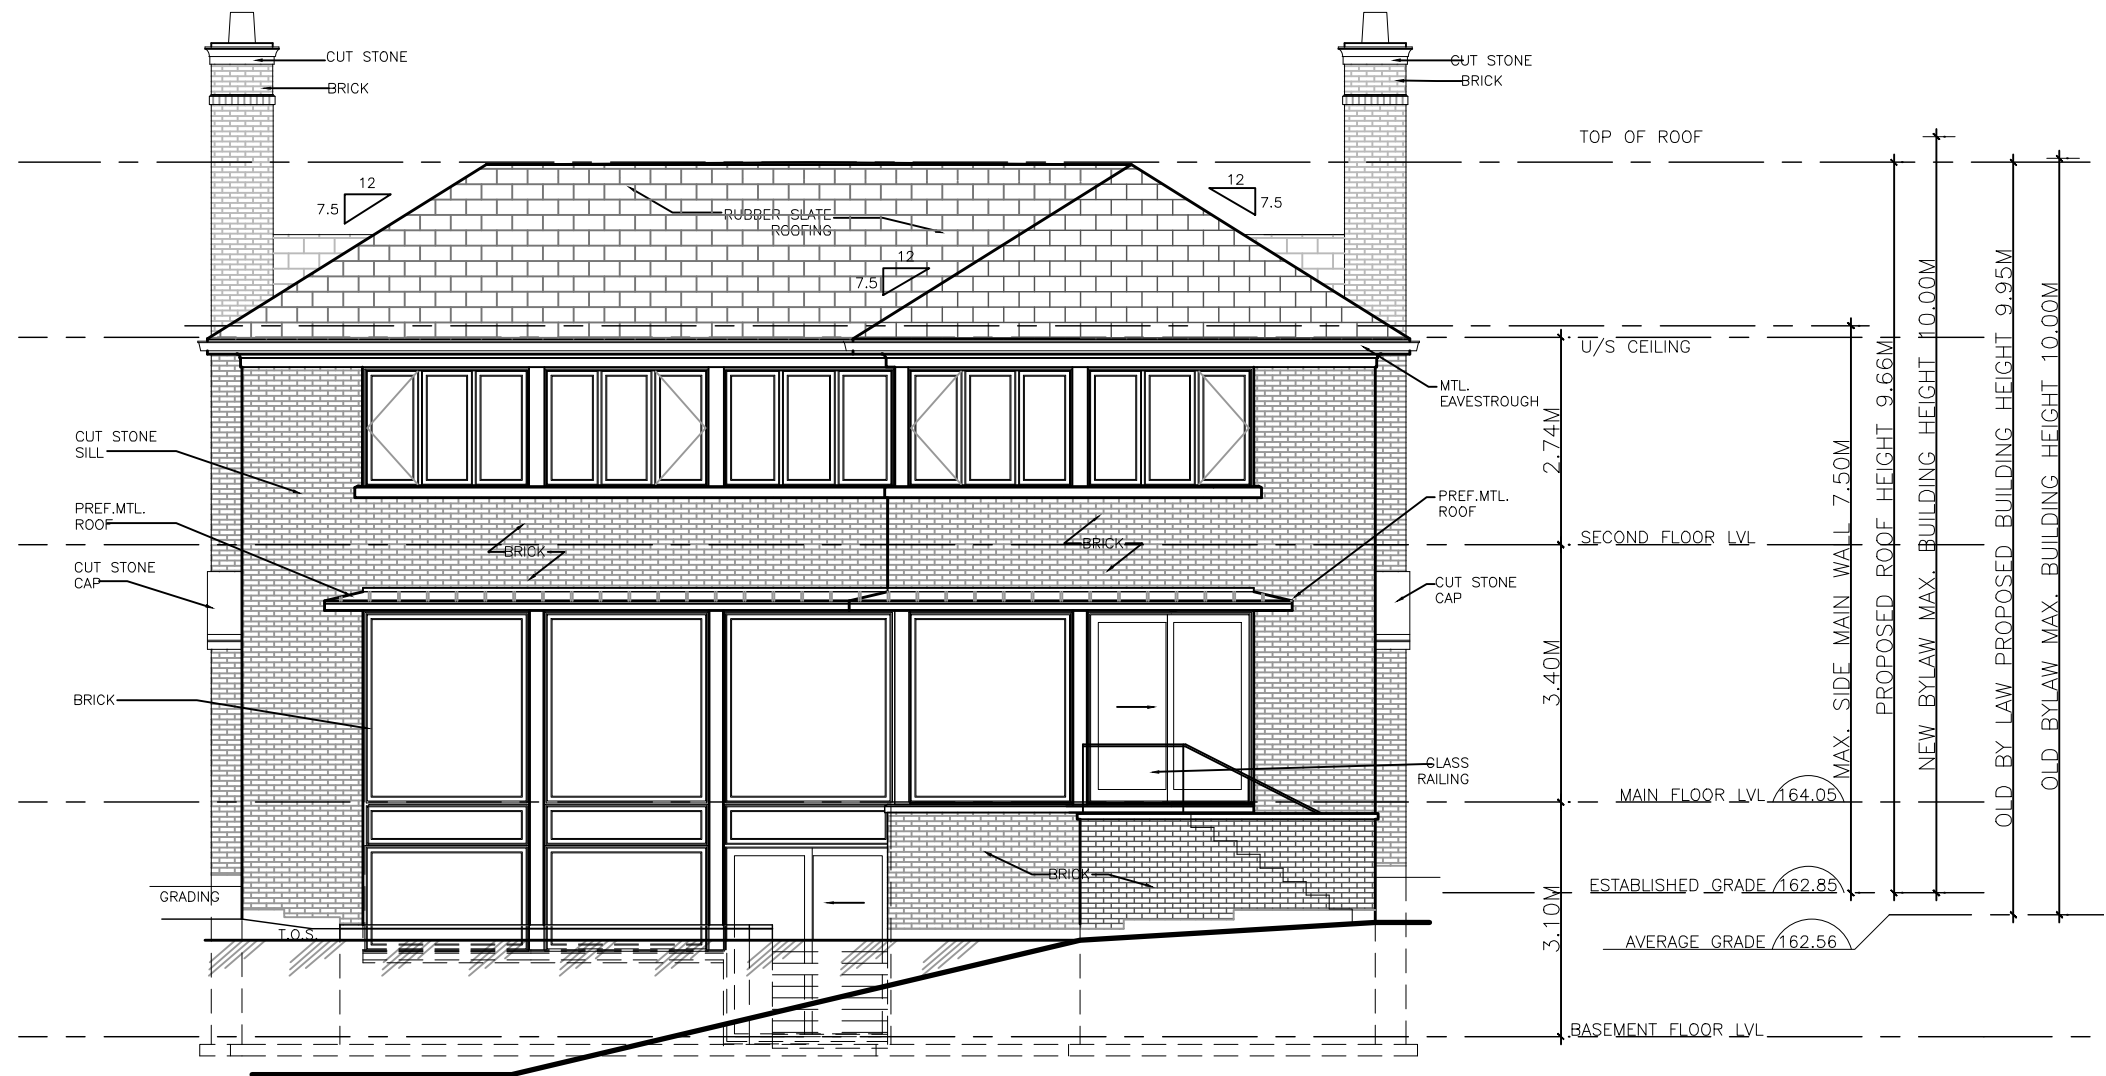 CUT STONE
BRICK
CUT STONE
BRICK
TOP OF ROOF
12
7.5
12
7.5
RUBBER SLATE
ROOFING
12
7.5
U/S CEILING
MTL.
EAVESTROUGH
CUT STONE
SILL
PREF.MTL.
ROOF
CUT STONE
CAP
BRICK
BRICK
BRICK
PREF.MTL.
ROOF
SECOND FLOOR LVL
CUT STONE
CAP
GLASS
RAILING
MAIN FLOOR LVL 164.05
BRICK
GRADING
T.O.S.
ESTABLISHED GRADE 162.85
AVERAGE GRADE 162.56
BASEMENT FLOOR LVL
2.74M
3.40M
3.10M
MAX. SIDE MAIN WALL 7.50M
PROPOSED ROOF HEIGHT 9.66M
NEW BYLAW MAX. BUILDING HEIGHT 10.00M
OLD BY LAW PROPOSED BUILDING HEIGHT 9.95M
OLD BYLAW MAX. BUILDING HEIGHT 10.00M